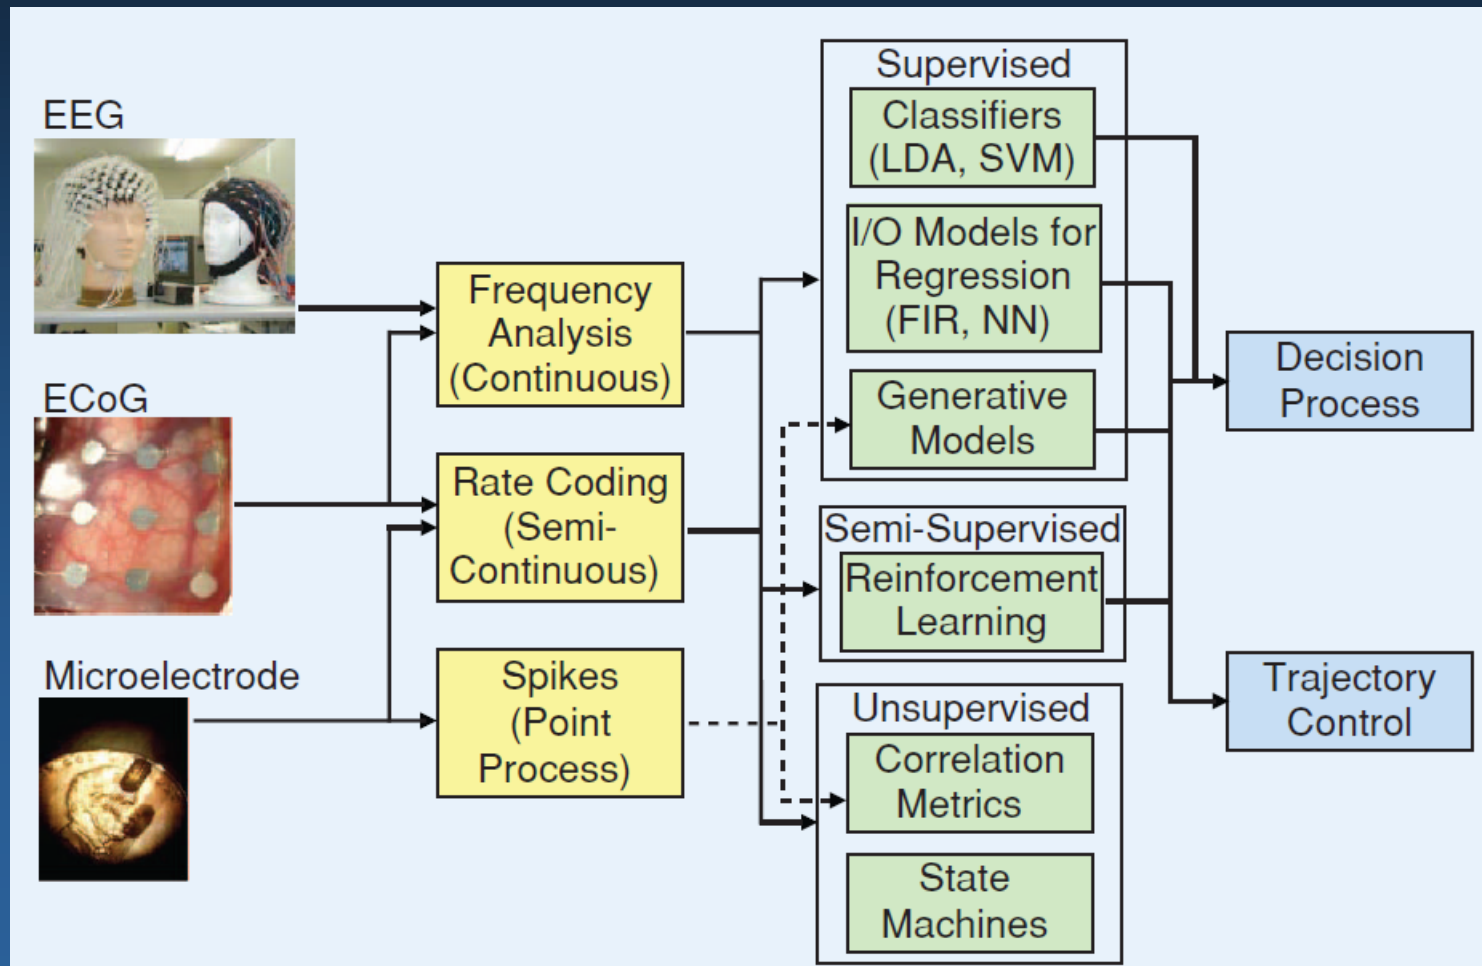 EEG
ECoG
Microelectrode
Frequency
Analysis
(Continuous)
Rate Coding
(Semi-
Continuous)
Spikes
(Point
Process)
Supervised
Classifiers
(LDA, SVM)
I/O Models for
Regression
(FIR, NN)
Generative
Models
Semi-Supervised
Reinforcement
Learning
Unsupervised
Correlation
Metrics
State
Machines
Decision
Process
Trajectory
Control